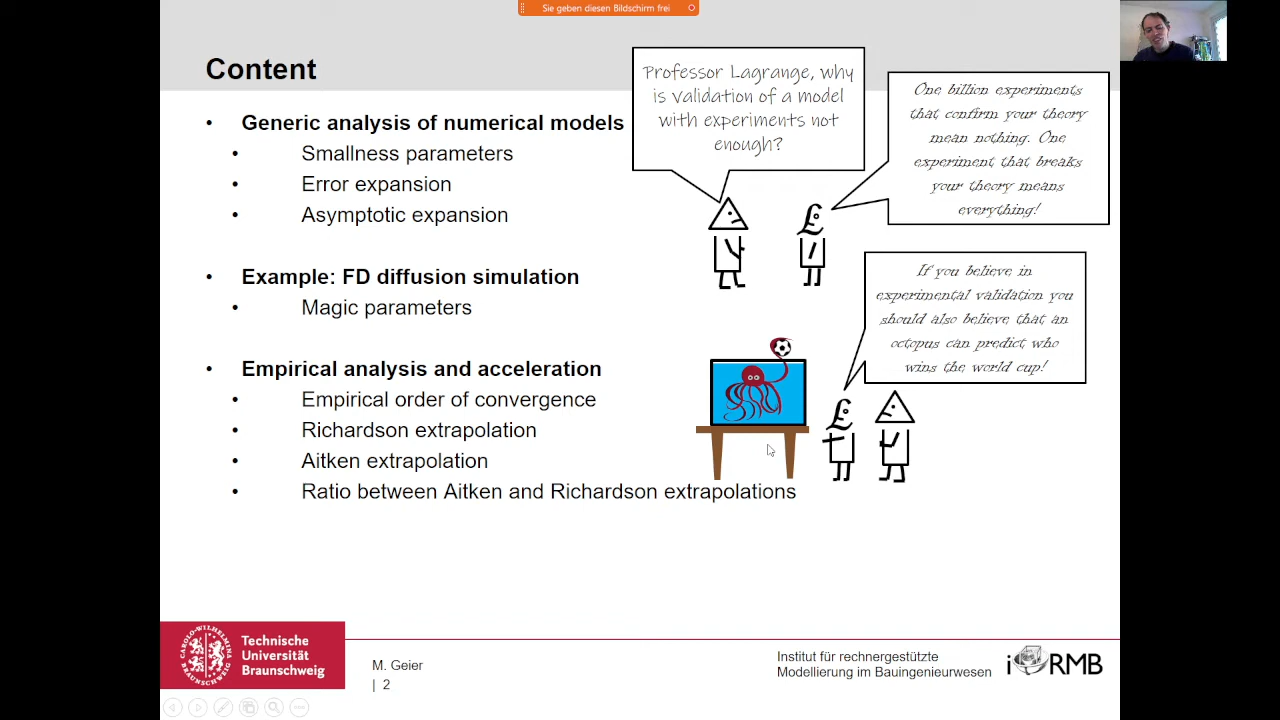 Sie geben diesen Bildschirm frei
Content
• Generic analysis of numerical models
• Smallness parameters
• Error expansion
• Asymptotic expansion
• Example: FD diffusion simulation
• Magic parameters
• Empirical analysis and acceleration
• Empirical order of convergence
• Richardson extrapolation
• Aitken extrapolation
• Ratio between Aitken and Richardson extrapolations
Professor Lagrange, why
is validation of a model
with experiments not
enough?
One billion experiments
that confirm your theory
mean nothing. One
experiment that breaks
your theory means
everything!
If you believe in
experimental validation you
should also believe that an
octopus can predict who
wins the world cup!
Technische
Universität
Braunschweig
M. Geier
| 2
Institut für rechnergestützte
Modellierung im Bauingenieurwesen
iRMB